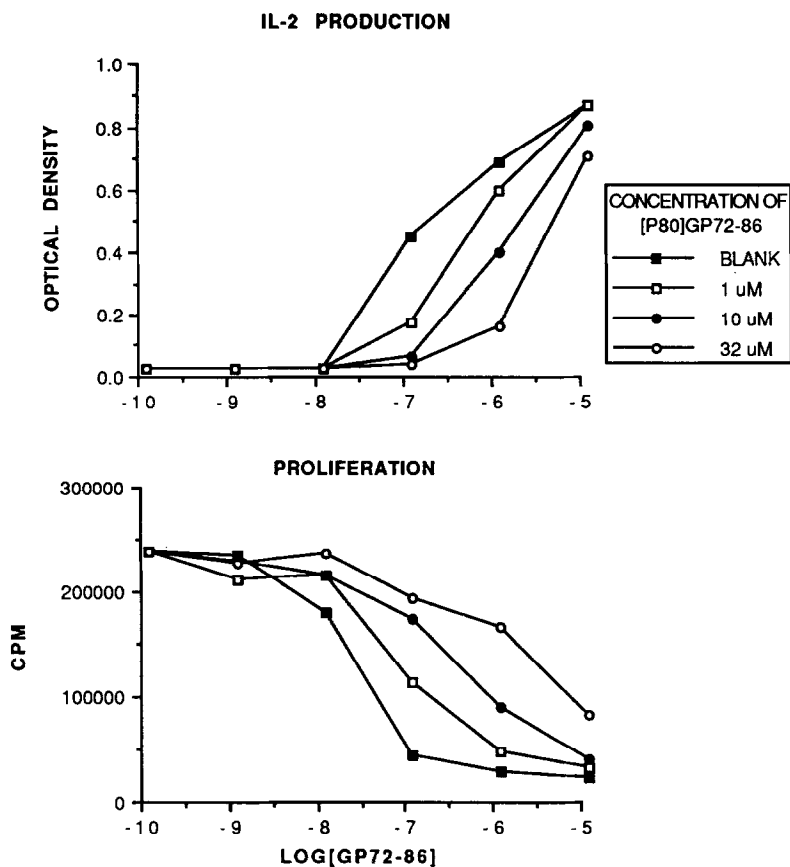 IL-2 PRODUCTION
OPTICAL DENSITY
1.0
0.8
0.6
0.4
0.2
0.0
-10 -9 -8 -7 -6 -5
CONCENTRATION OF
[P80]GP72-86
BLANK
1 uM
10 uM
32 uM
PROLIFERATION
CPM
300000
200000
100000
0
-10 -9 -8 -7 -6 -5
LOG[GP72-86]